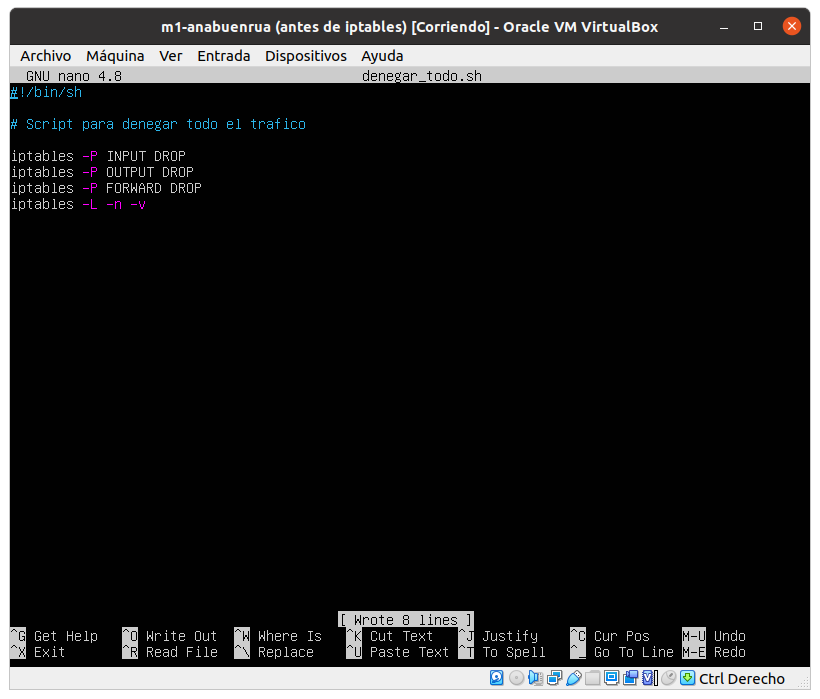 m1-anabuenrua (antes de iptables) [Corriendo] - Oracle VM VirtualBox
Archivo Máquina Ver Entrada Dispositivos Ayuda
GNU nano 4.8 denegar_todo.sh
#!/bin/sh
# Script para denegar todo el trafico
iptables -P INPUT DROP
iptables -P OUTPUT DROP
iptables -P FORWARD DROP
iptables -L -n -v
[ Wrote 8 lines ]
^G Get Help ^O Write Out ^W Where Is ^K Cut Text ^J Justify ^C Cur Pos M-U Undo
^X Exit ^R Read File ^\ Replace ^U Paste Text ^T To Spell ^_ Go To Line M-E Redo
Ctrl Derecho